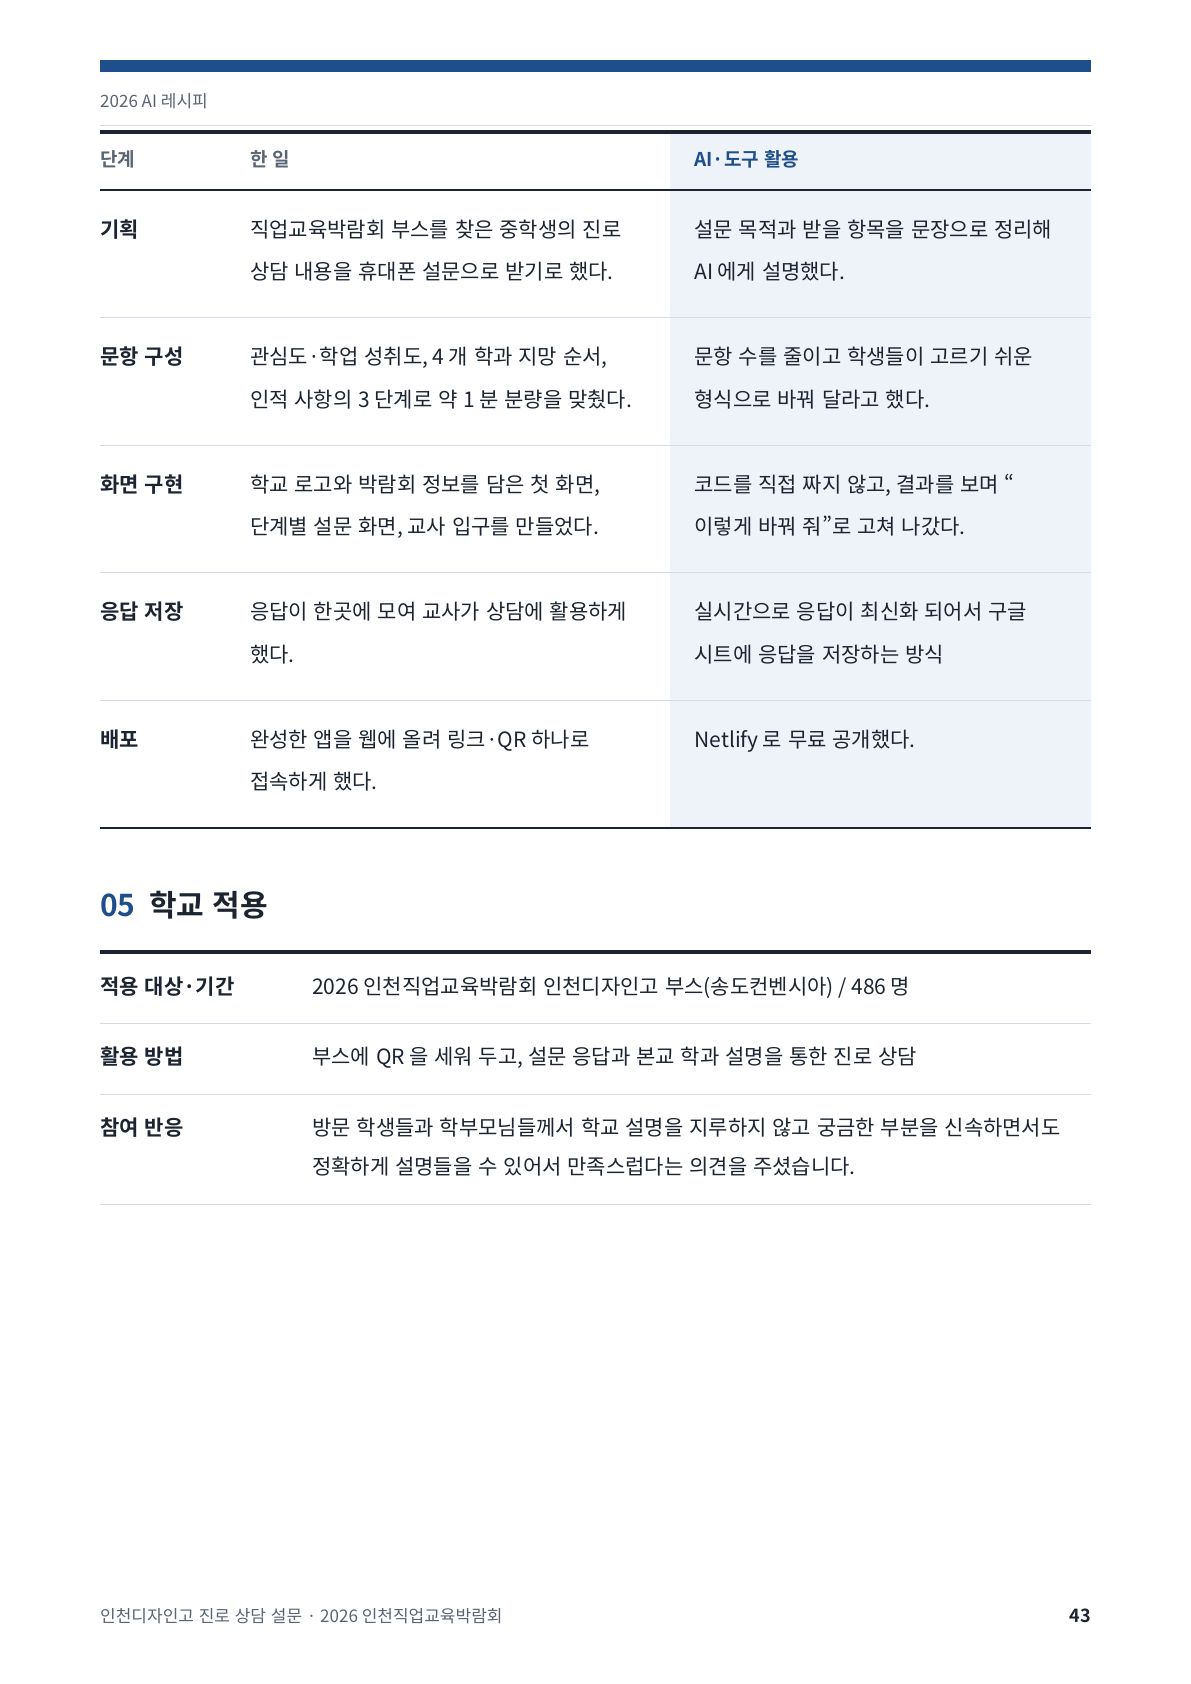 2026 AI 레시피
단계 한 일 AI·도구 활용
기획 직업교육박람회 부스를 찾은 중학생의 진로 설문 목적과 받을 항목을 문장으로 정리해
상담 내용을 휴대폰 설문으로 받기로 했다. AI 에게 설명했다.
문항 구성 관심도·학업 성취도, 4 개 학과 지망 순서, 문항 수를 줄이고 학생들이 고르기 쉬운
인적 사항의 3 단계로 약 1 분 분량을 맞췄다. 형식으로 바꿔 달라고 했다.
화면 구현 학교 로고와 박람회 정보를 담은 첫 화면, 코드를 직접 짜지 않고, 결과를 보며 “
단계별 설문 화면, 교사 입구를 만들었다. 이렇게 바꿔 줘”로 고쳐 나갔다.
응답 저장 응답이 한곳에 모여 교사가 상담에 활용하게 실시간으로 응답이 최신화 되어서 구글
했다. 시트에 응답을 저장하는 방식
배포 완성한 앱을 웹에 올려 링크·QR 하나로 Netlify 로 무료 공개했다.
접속하게 했다.
05 학교 적용
적용 대상·기간 2026 인천직업교육박람회 인천디자인고 부스(송도컨벤시아) / 486 명
활용 방법 부스에 QR 을 세워 두고, 설문 응답과 본교 학과 설명을 통한 진로 상담
참여 반응 방문 학생들과 학부모님들께서 학교 설명을 지루하지 않고 궁금한 부분을 신속하면서도
정확하게 설명들을 수 있어서 만족스럽다는 의견을 주셨습니다.
인천디자인고 진로 상담 설문 · 2026 인천직업교육박람회 43